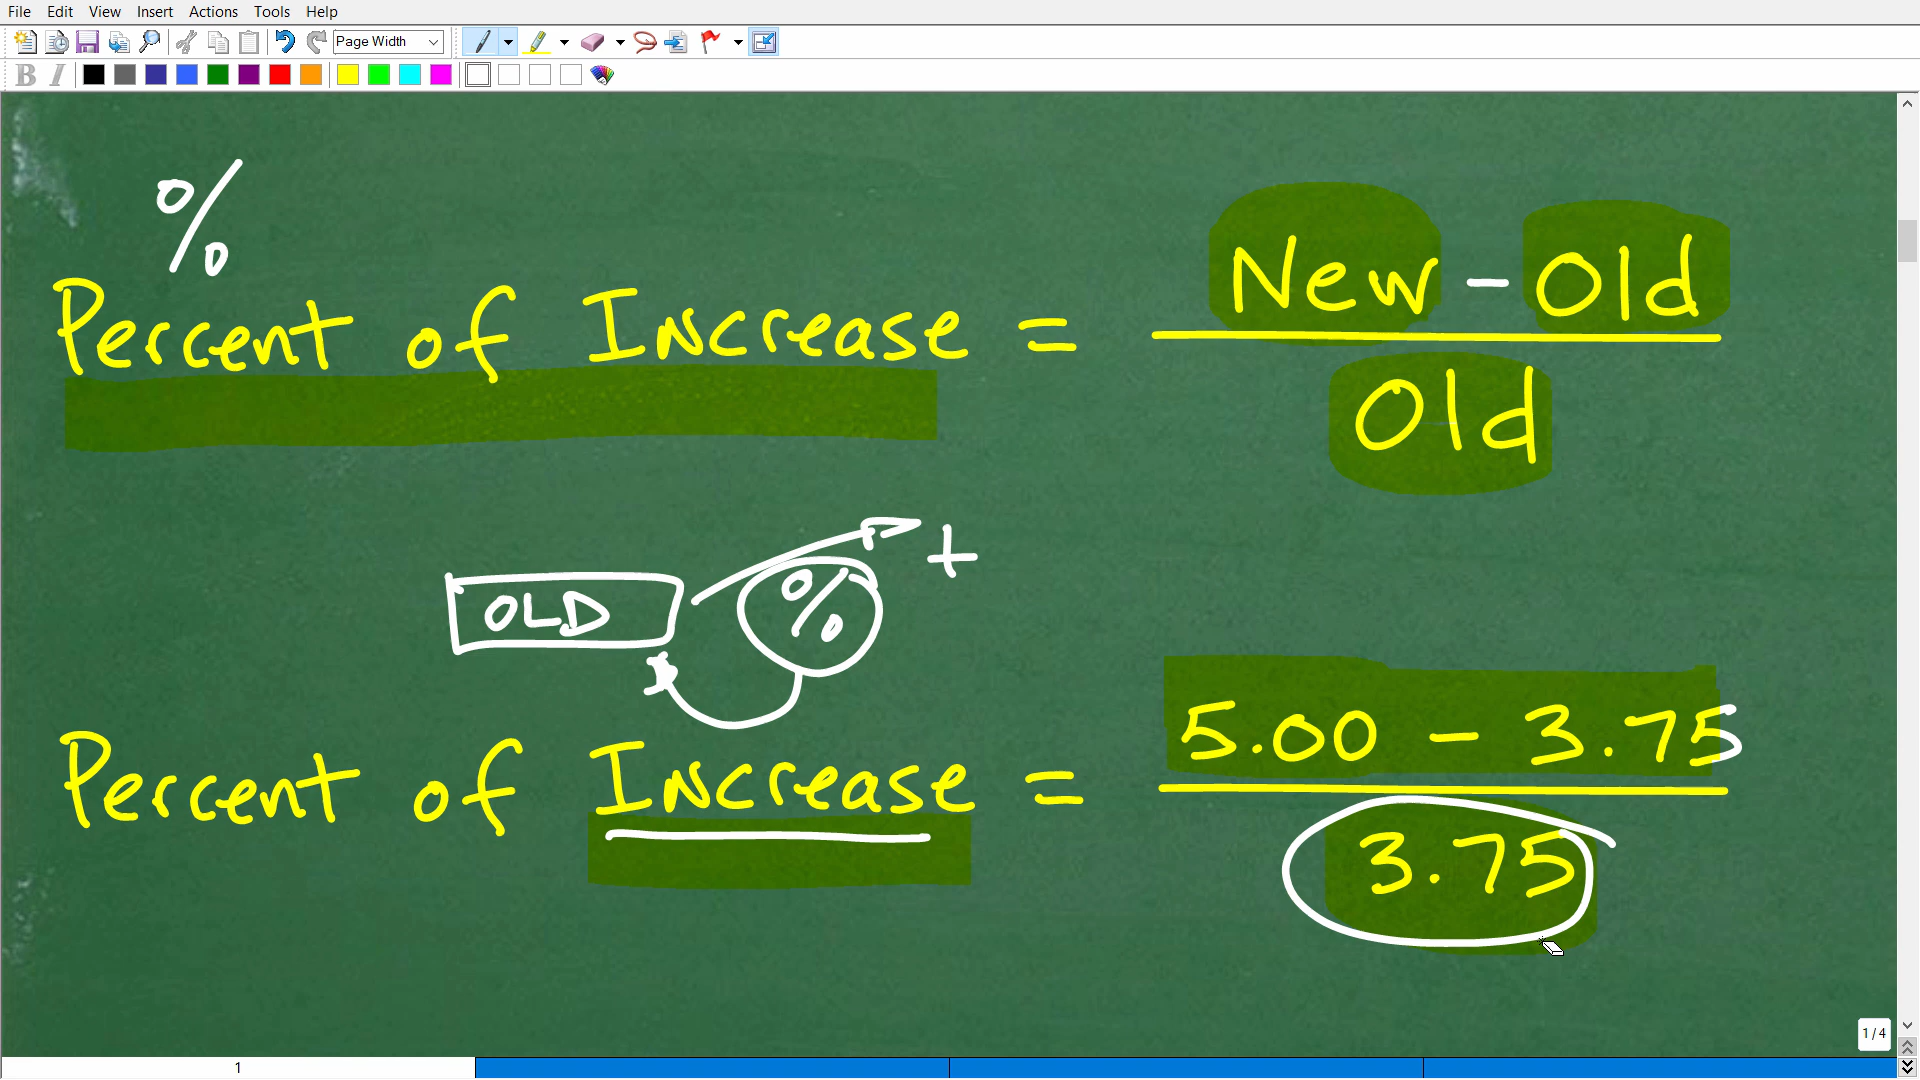 File Edit View Insert Actions Tools Help
Page Width
B I
%
Percent of Increase = New - Old
Old
OLD % +
Percent of Increase = 5.00 - 3.75
3.75
1 / 4
1